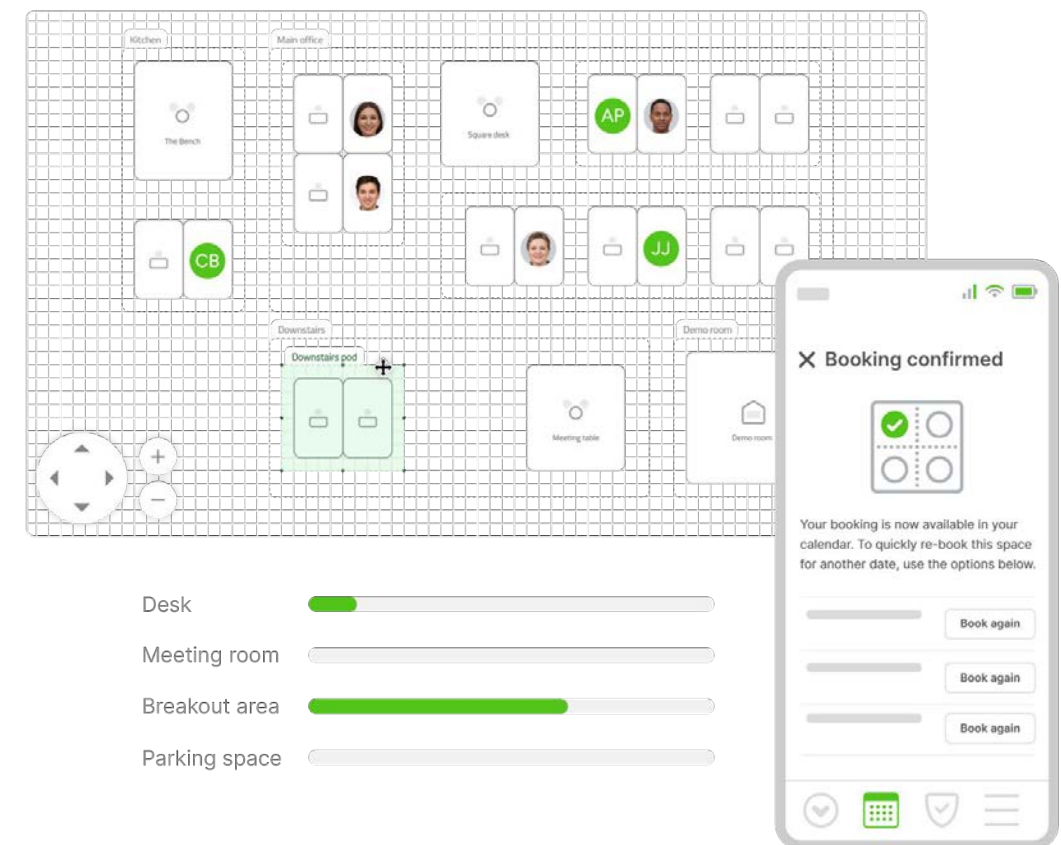 Kitchen
Main office
The Bench
Square desk
AP
CB
JJ
Downstairs
Demo room
Downstairs pod
Meeting table
Demo room
Booking confirmed
Your booking is now available in your
calendar. To quickly re-book this space
for another date, use the options below.
Book again
Book again
Book again
Desk
Meeting room
Breakout area
Parking space